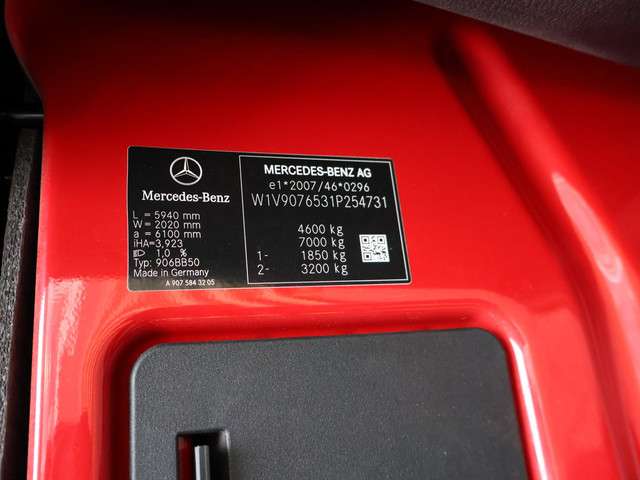 Mercedes-Benz
L = 5940 mm
W = 2020 mm
a = 6100 mm
iHA=3,923
1,0 %
Typ: 906BB50
Made in Germany
A 907 584 32 05
MERCEDES-BENZ AG
e1*2007/46*0296
W1V9076531P254731
4600 kg
7000 kg
1- 1850 kg
2- 3200 kg